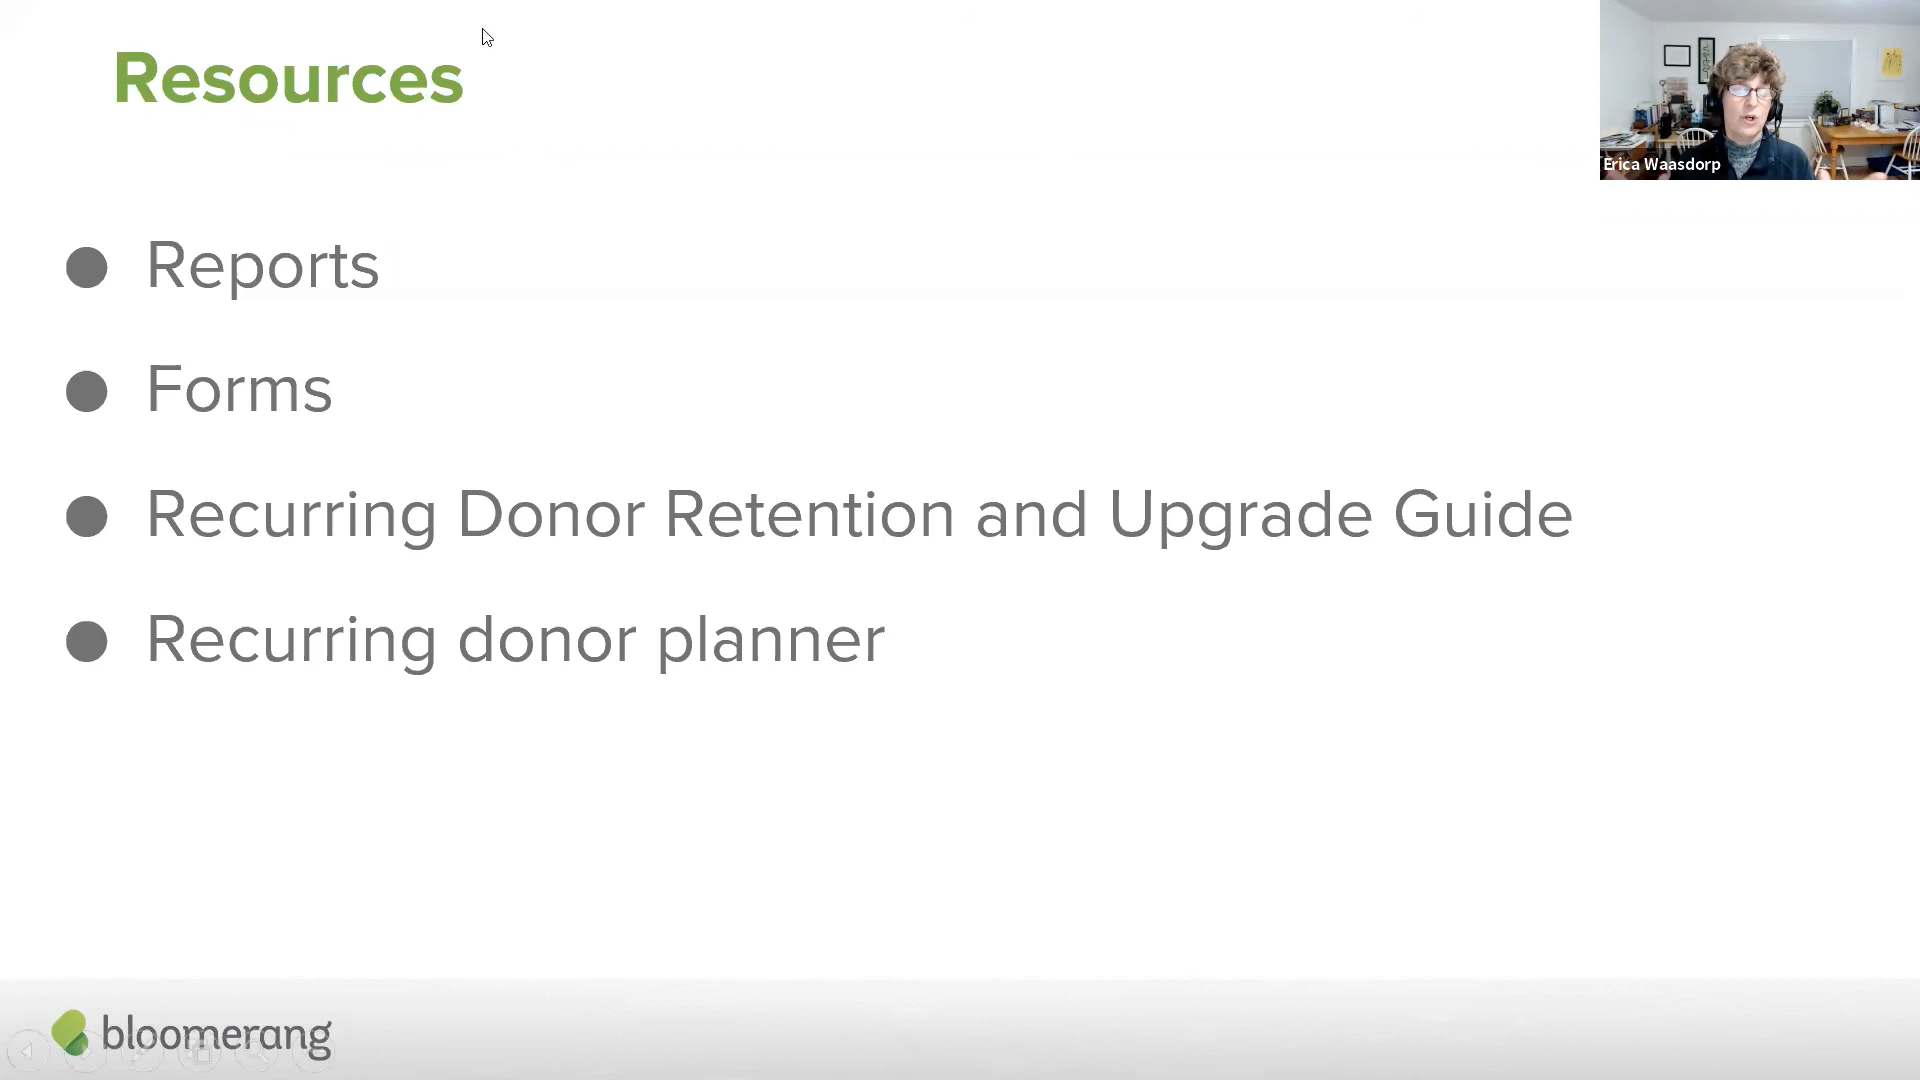 Resources
Erica Waasdorp
● Reports
● Forms
● Recurring Donor Retention and Upgrade Guide
● Recurring donor planner
bloomerang